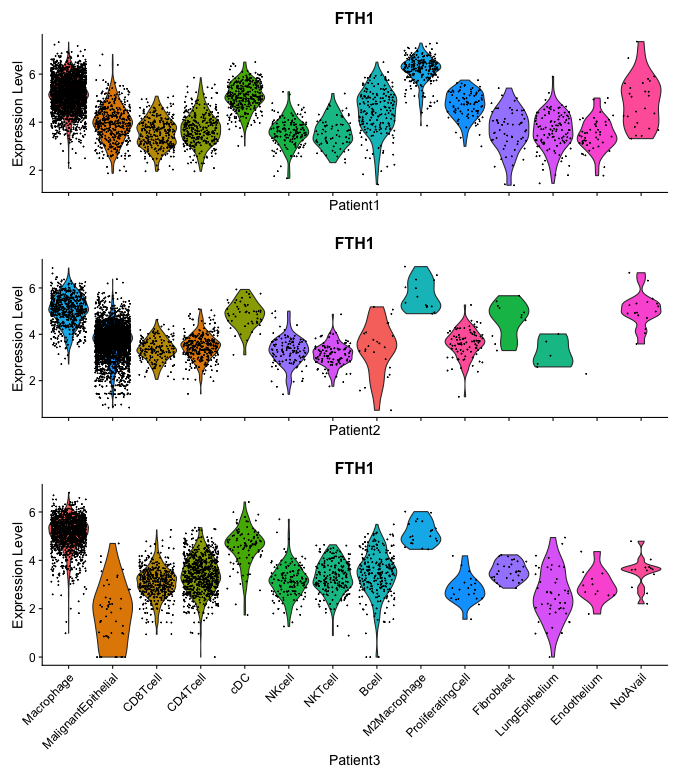 FTH1
Expression Level
6
4
2
Patient1
FTH1
Expression Level
6
4
2
Patient2
FTH1
Expression Level
6
4
2
0
Macrophage
MalignantEpithelial
CD8Tcell
CD4Tcell
cDC
NKcell
NKTcell
Bcell
M2Macrophage
ProliferatingCell
Fibroblast
LungEpithelium
Endothelium
NotAvail
Patient3